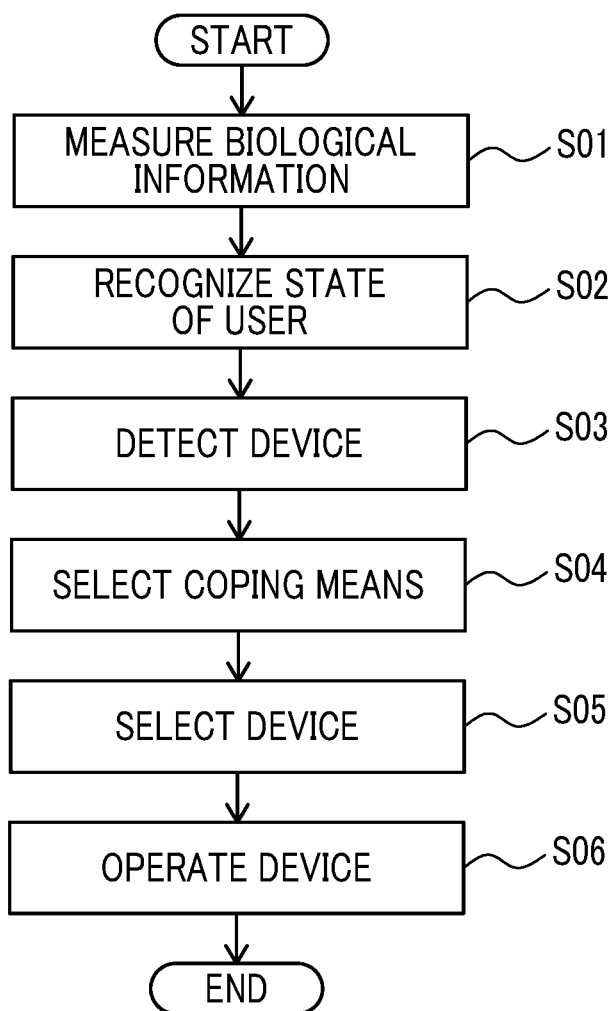 START
MEASURE BIOLOGICAL
INFORMATION
S01
RECOGNIZE STATE
OF USER
S02
DETECT DEVICE
S03
SELECT COPING MEANS
S04
SELECT DEVICE
S05
OPERATE DEVICE
S06
END